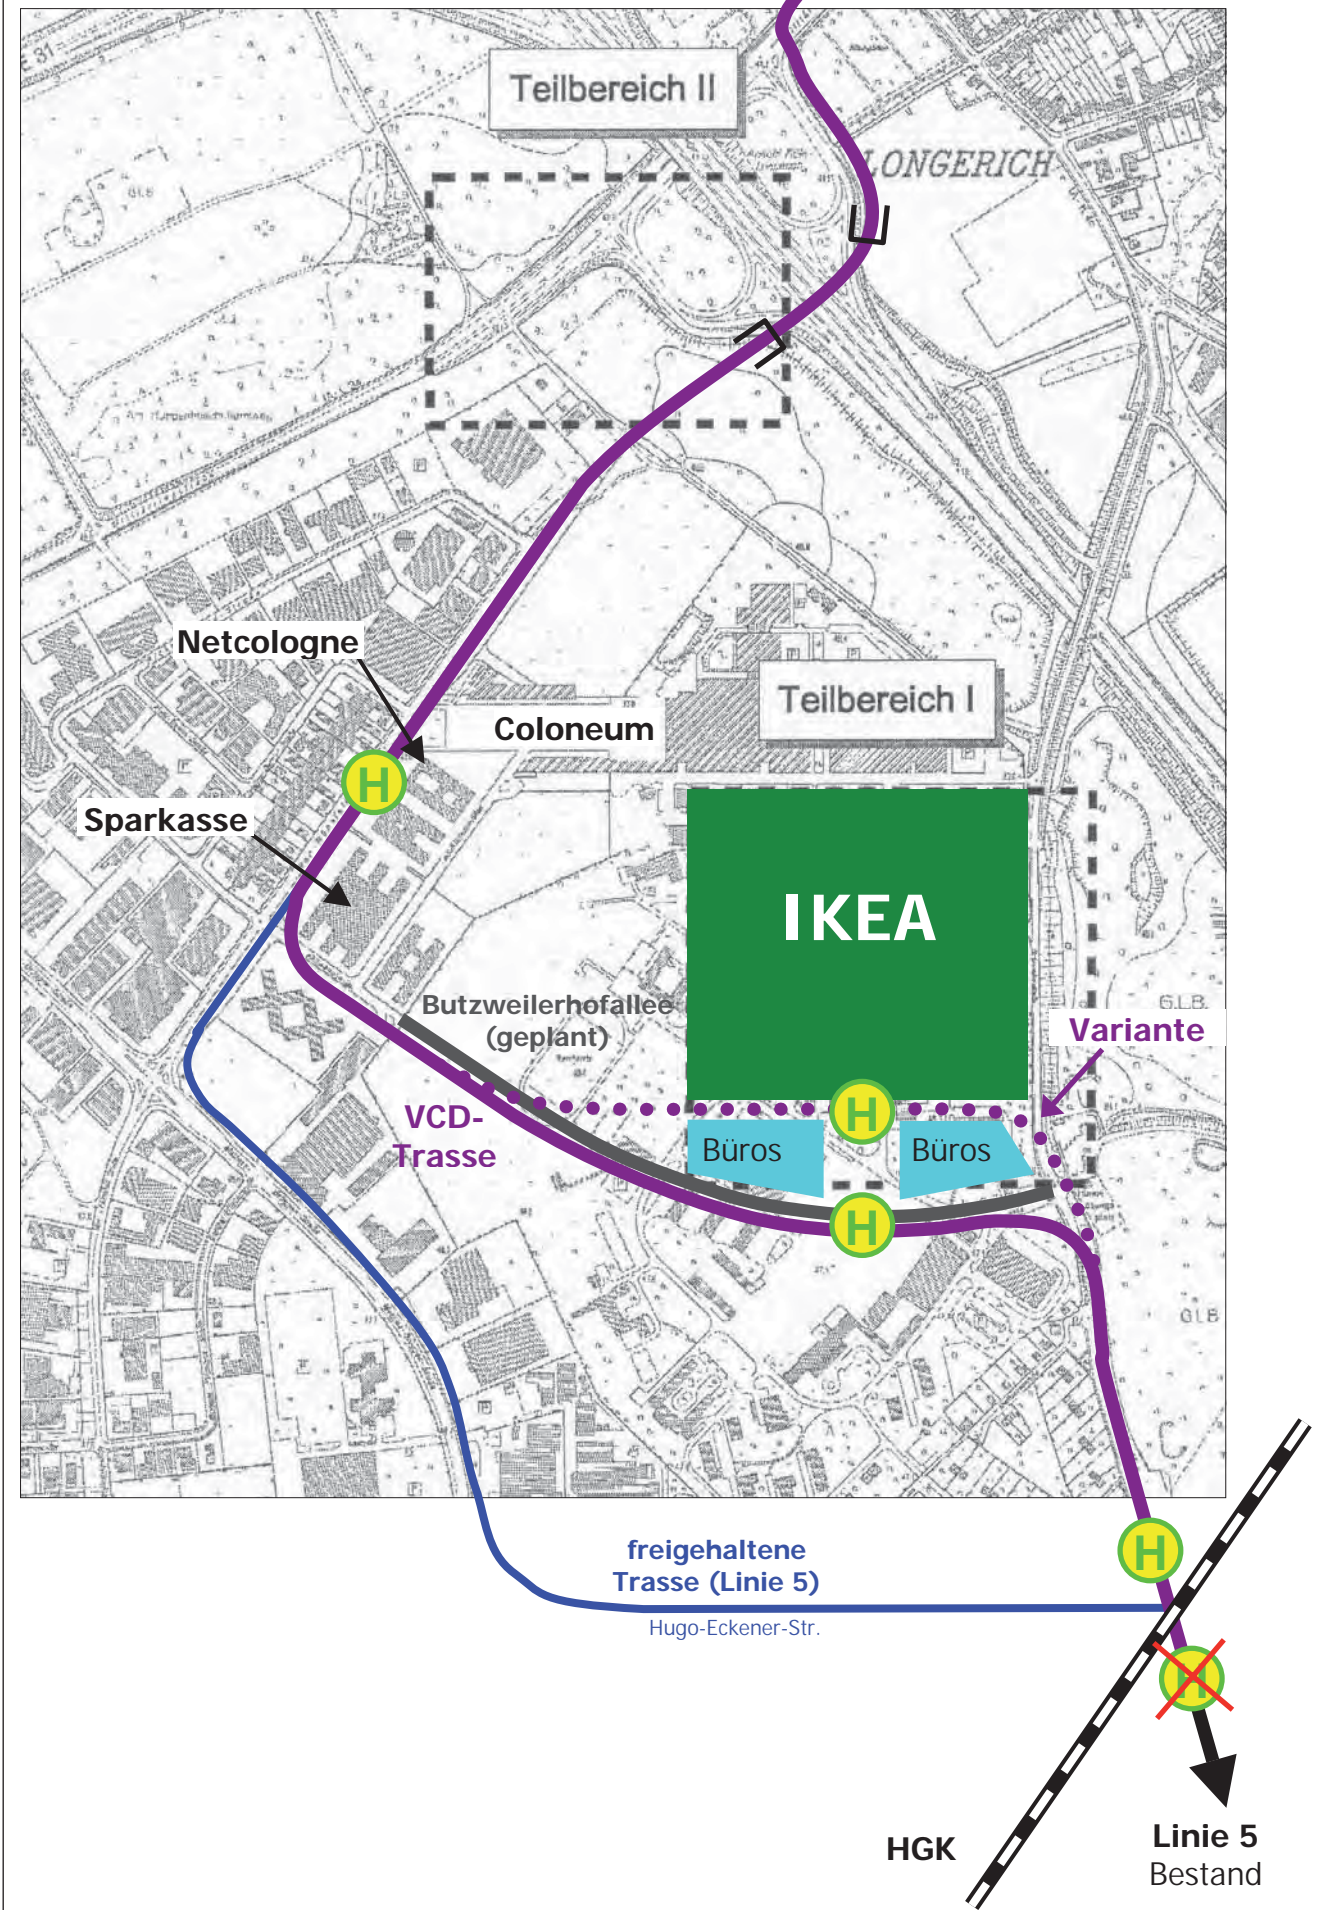 31
Teilbereich II
LONGERICH
G.L.B.
Netcologne
Teilbereich I
Coloneum
Sparkasse
H
IKEA
Butzweilerhofallee
(geplant)
G.L.B.
Variante
H
VCD-
Trasse
Büros
Büros
H
G.L.B
H
freigehaltene
Trasse (Linie 5)
Hugo-Eckener-Str.
H
HGK
Linie 5
Bestand